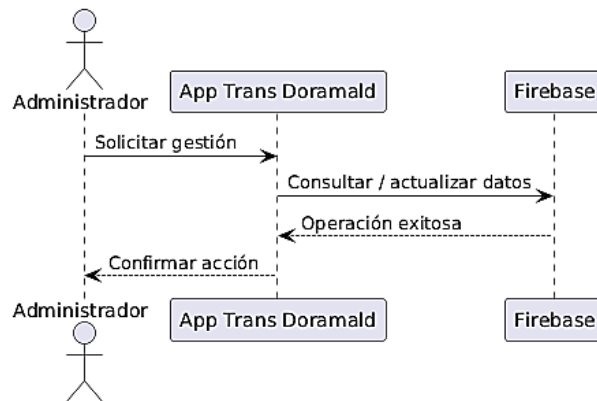 Administrador
App Trans Doramald
Firebase
Solicitar gestión
Consultar / actualizar datos
Operación exitosa
Confirmar acción
Administrador
App Trans Doramald
Firebase